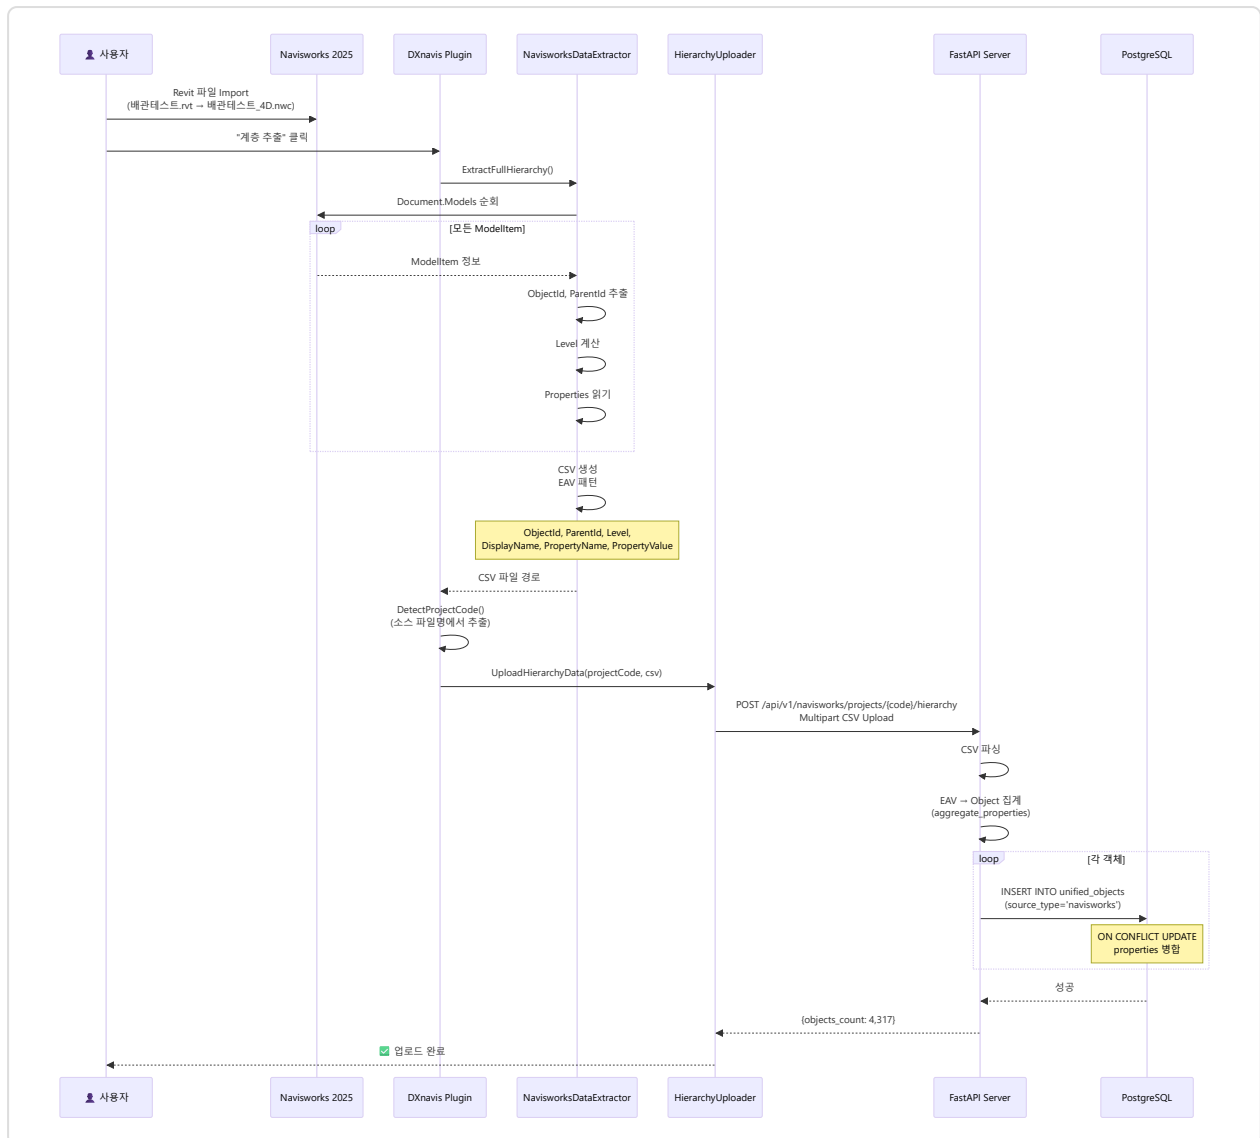 👤 사용자
Navisworks 2025
DXnavis Plugin
NavisworksDataExtractor
HierarchyUploader
FastAPI Server
PostgreSQL
Revit 파일 Import
(배관테스트.rvt → 배관테스트_4D.nwc)
"계층 추출" 클릭
ExtractFullHierarchy()
Document.Models 순회
loop
[모든 ModelItem]
ModelItem 정보
ObjectId, ParentId 추출
Level 계산
Properties 읽기
CSV 생성
EAV 패턴
ObjectId, ParentId, Level,
DisplayName, PropertyName, PropertyValue
CSV 파일 경로
DetectProjectCode()
(소스 파일명에서 추출)
UploadHierarchyData(projectCode, csv)
POST /api/v1/navisworks/projects/{code}/hierarchy
Multipart CSV Upload
CSV 파싱
EAV → Object 집계
(aggregate_properties)
loop
[각 객체]
INSERT INTO unified_objects
(source_type='navisworks')
ON CONFLICT UPDATE
properties 병합
성공
{objects_count: 4,317}
✅ 업로드 완료
👤 사용자
Navisworks 2025
DXnavis Plugin
NavisworksDataExtractor
HierarchyUploader
FastAPI Server
PostgreSQL